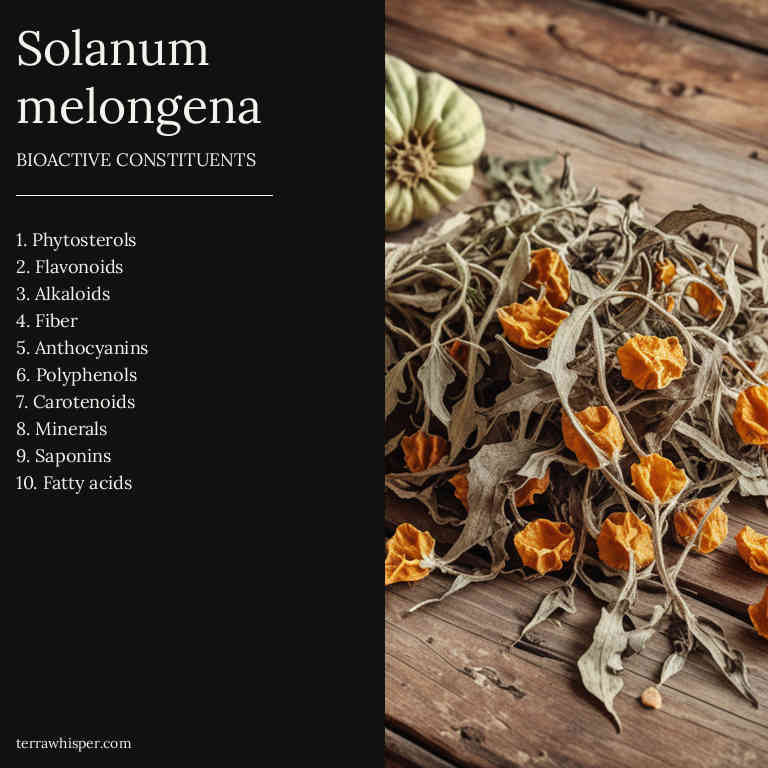 Solanum
melongena
BIOACTIVE CONSTITUENTS
1. Phytosterols
2. Flavonoids
3. Alkaloids
4. Fiber
5. Anthocyanins
6. Polyphenols
7. Carotenoids
8. Minerals
9. Saponins
10. Fatty acids
terrawhisper.com